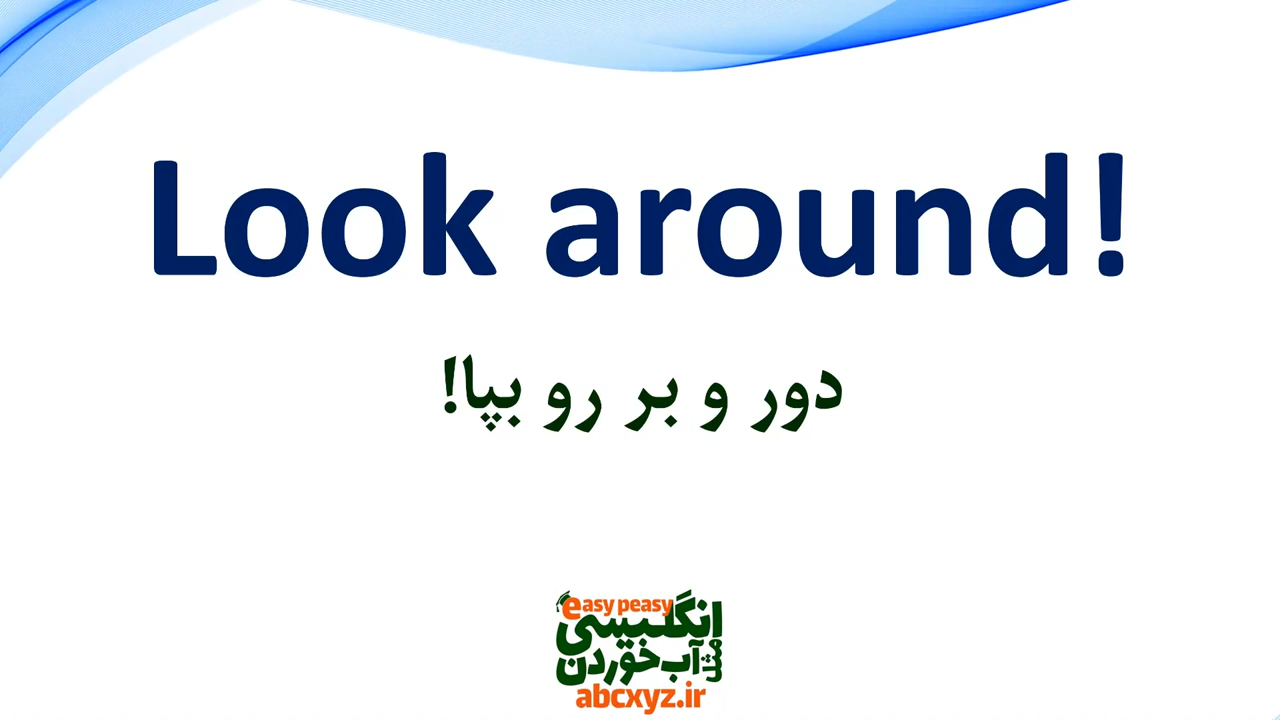 Look around!
دور و بر رو بپا!
easy peasy
انگلیسی
مثل آب خوردن
abcxyz.ir